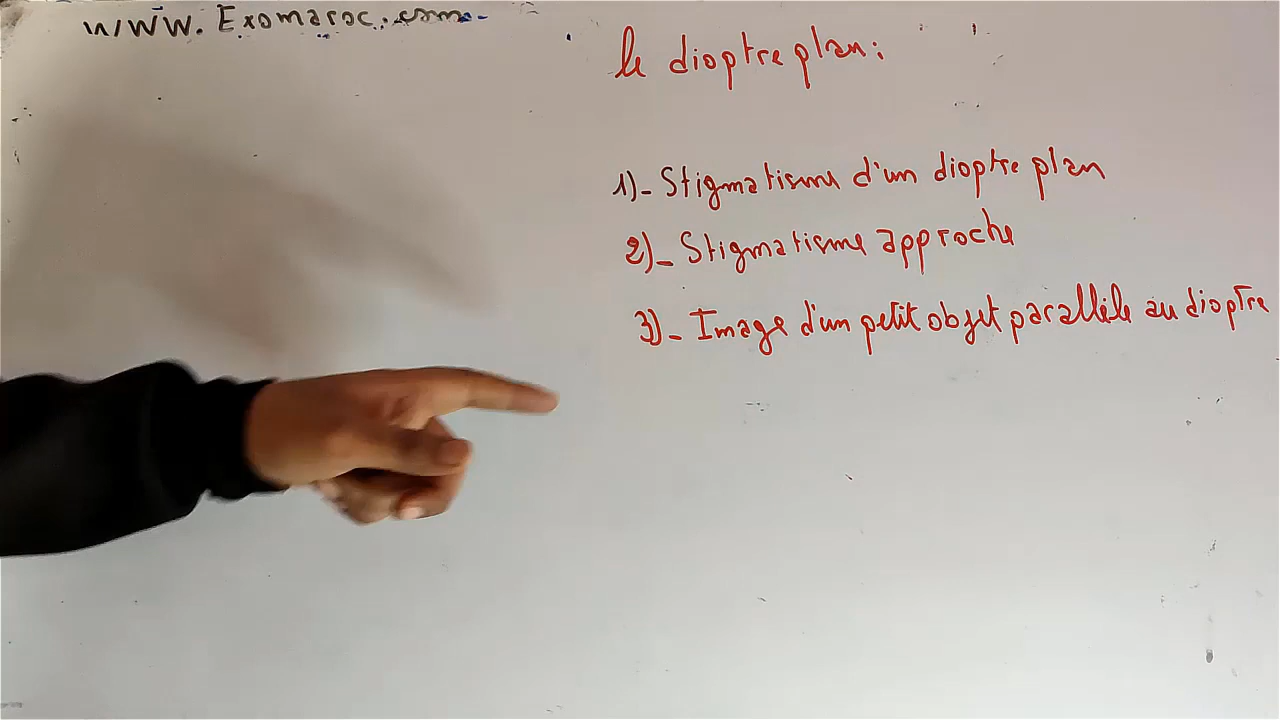 www.Exomaroc.com
le dioptre plan:
1)- Stigmatisme d'un dioptre plan
2)- Stigmatisme approche
3)- Image d'un petit objet parallèle au dioptre